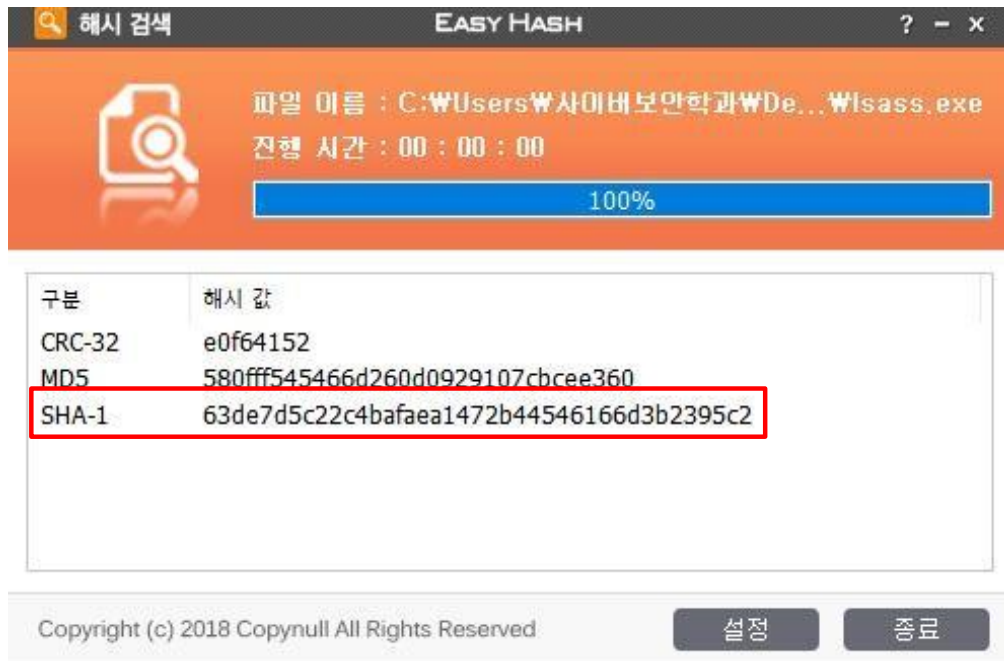 해시 검색 EASY HASH ? - x
파일 이름 : C:₩Users₩사이버보안학과₩De...₩lsass.exe
진행 시간 : 00 : 00 : 00
100%
구분 해시 값
CRC-32 e0f64152
MD5 580fff545466d260d0929107cbcee360
SHA-1 63de7d5c22c4bafaea1472b44546166d3b2395c2
Copyright (c) 2018 Copynull All Rights Reserved 설정 종료